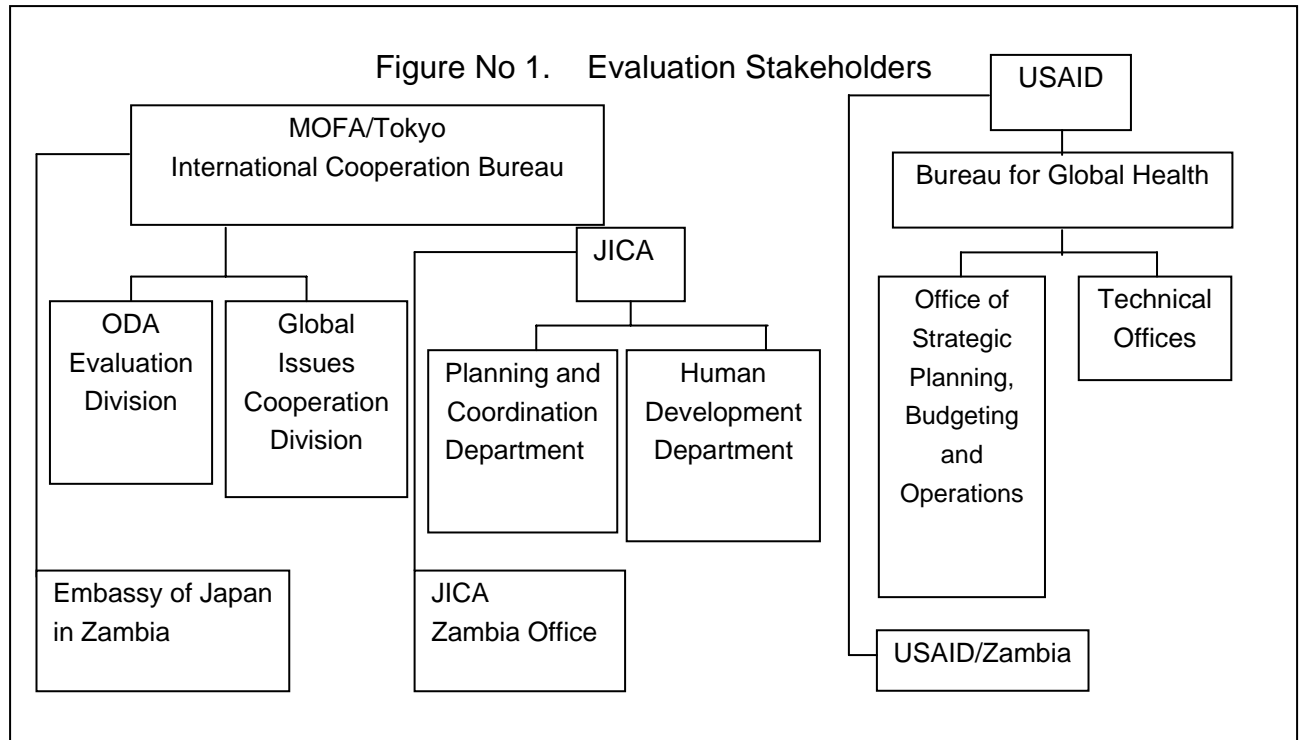 Figure No 1. Evaluation Stakeholders
MOFA/Tokyo
International Cooperation Bureau
ODA
Evaluation
Division
Global
Issues
Cooperation
Division
Embassy of Japan
in Zambia
JICA
Planning and
Coordination
Department
Human
Development
Department
JICA
Zambia Office
USAID
Bureau for Global Health
Office of
Strategic
Planning,
Budgeting
and
Operations
Technical
Offices
USAID/Zambia